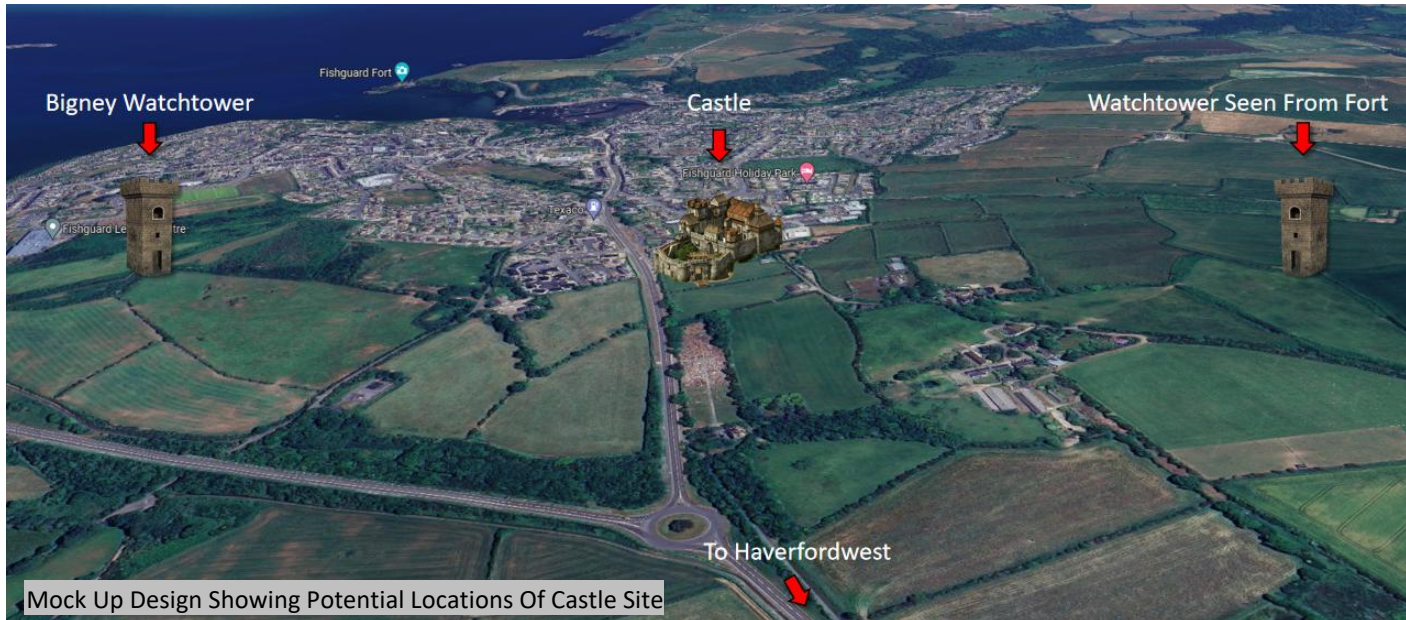 Fishguard Fort
Bigney Watchtower
Castle
Watchtower Seen From Fort
Fishguard Holiday Park
Texaco
Fishguard Le tre
To Haverfordwest
Mock Up Design Showing Potential Locations Of Castle Site